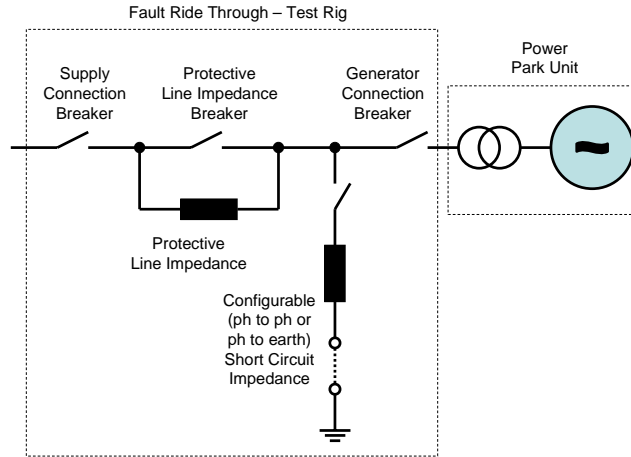 Fault Ride Through – Test Rig
Power
Park Unit
Supply
Connection
Breaker
Protective
Line Impedance
Breaker
Generator
Connection
Breaker
~
Protective
Line Impedance
Configurable
(ph to ph or
ph to earth)
Short Circuit
Impedance